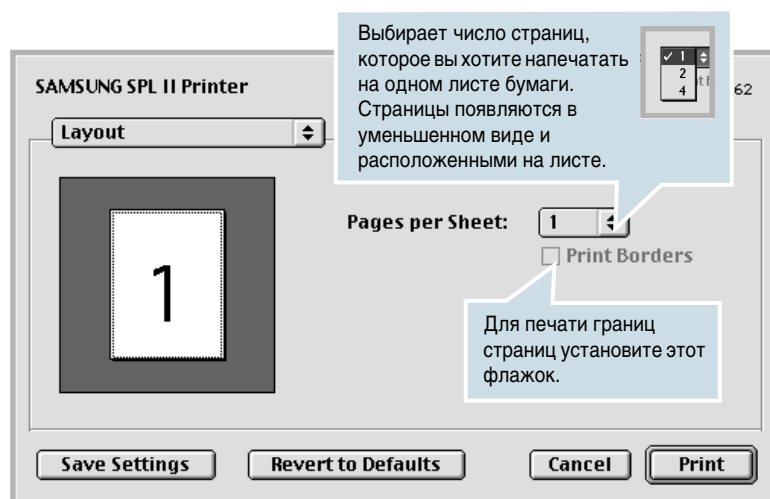 Выбирает число страниц,
которое вы хотите напечатать
на одном листе бумаги.
Страницы появляются в
уменьшенном виде и
расположенными на листе.
✓ 1
2
4
SAMSUNG SPL II Printer
62
Layout
1
Pages per Sheet: 1
Print Borders
Для печати границ
страниц установите этот
флажок.
Save Settings Revert to Defaults Cancel Print